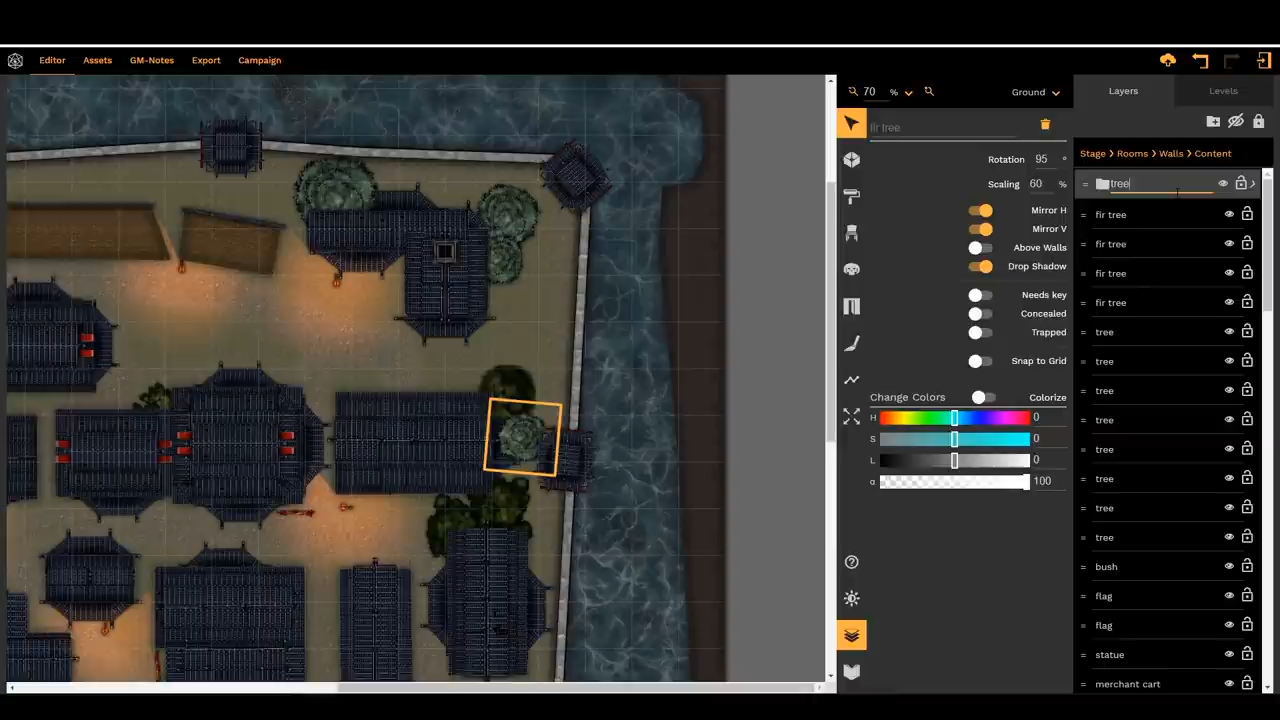 Editor Assets GM-Notes Export Campaign
70 % Ground
Layers Levels
fir tree
Stage > Rooms > Walls > Content
Rotation 95 °
Scaling 60 %
Mirror H
Mirror V
Above Walls
Drop Shadow
Needs key
Concealed
Trapped
Snap to Grid
Change Colors Colorize
H 0
S 0
L 0
α 100
= tree
= fir tree
= fir tree
= fir tree
= fir tree
= tree
= tree
= tree
= tree
= tree
= tree
= tree
= tree
= bush
= flag
= flag
= statue
= merchant cart